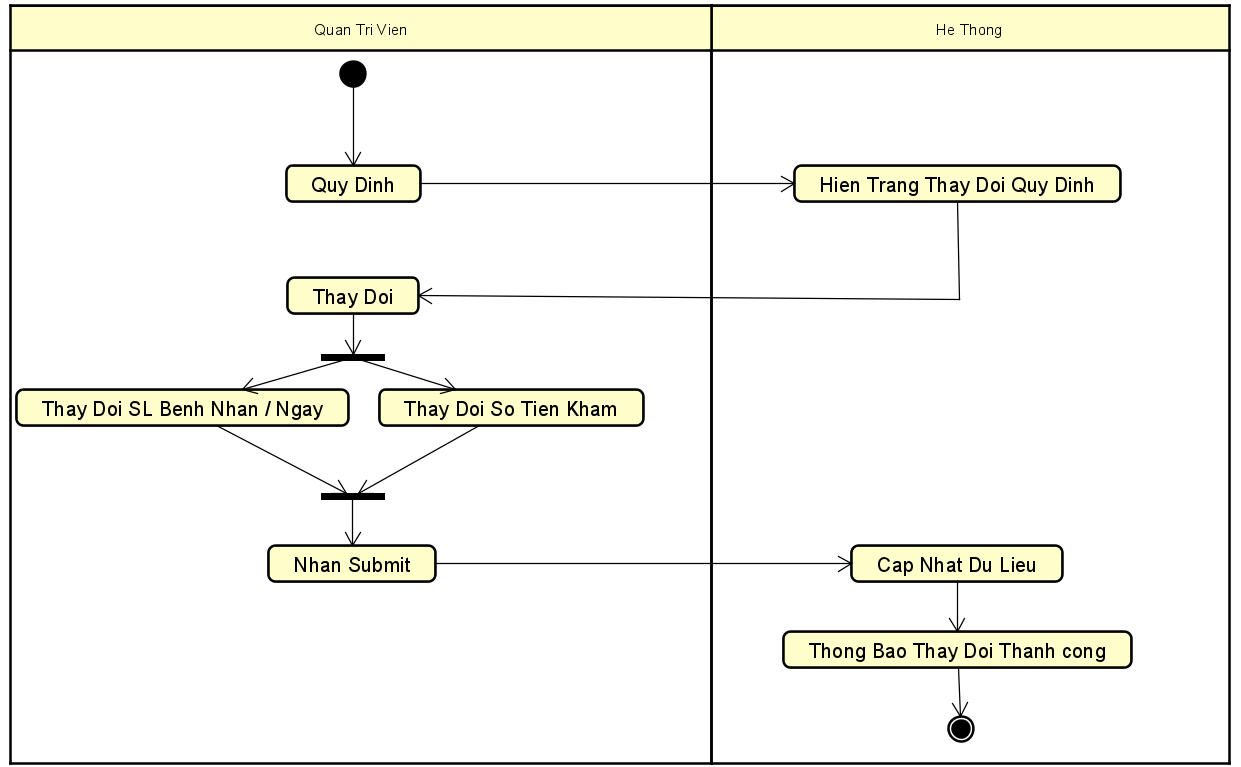 Quan Tri Vien
He Thong
Quy Dinh
Hien Trang Thay Doi Quy Dinh
Thay Doi
Thay Doi SL Benh Nhan / Ngay
Thay Doi So Tien Kham
Nhan Submit
Cap Nhat Du Lieu
Thong Bao Thay Doi Thanh cong